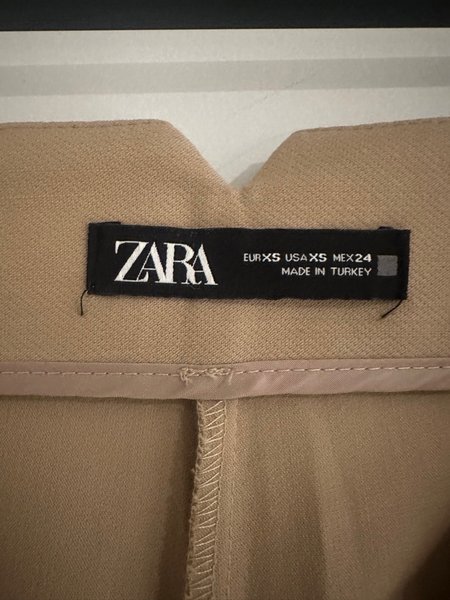 ZARA
EUR XS USA XS MEX 24
MADE IN TURKEY